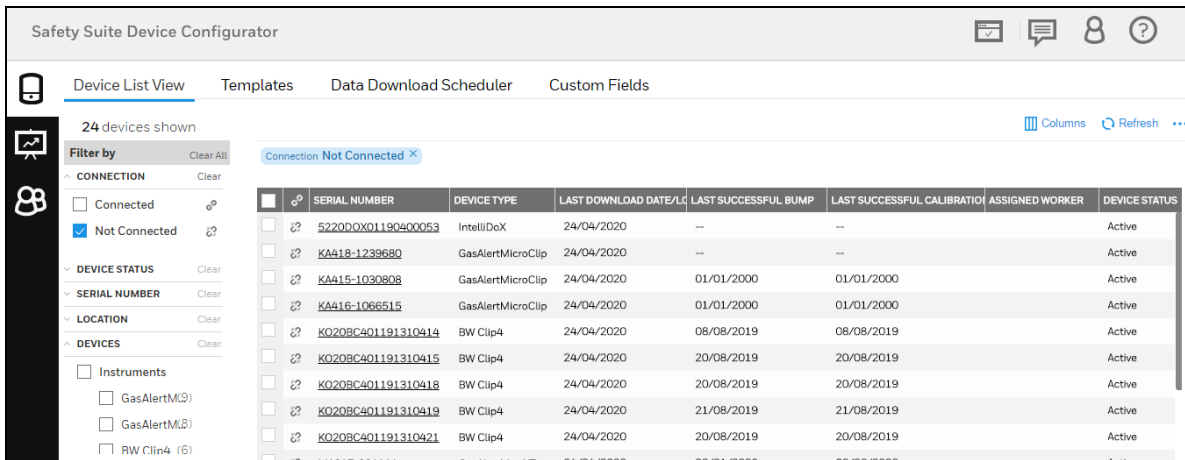 Safety Suite Device Configurator
Device List View Templates Data Download Scheduler Custom Fields
24 devices shown Columns Refresh
Filter by Clear All
Connection Not Connected ×
CONNECTION Clear
Connected
Not Connected
DEVICE STATUS Clear
SERIAL NUMBER Clear
LOCATION Clear
DEVICES Clear
Instruments
GasAlertM(9)
GasAlertM(8)
BW Clip4 (6)
SERIAL NUMBER DEVICE TYPE LAST DOWNLOAD DATE/LO LAST SUCCESSFUL BUMP LAST SUCCESSFUL CALIBRATION ASSIGNED WORKER DEVICE STATUS
5220DOX01190400053 IntelliDoX 24/04/2020 -- -- Active
KA418-1239680 GasAlertMicroClip 24/04/2020 -- -- Active
KA415-1030808 GasAlertMicroClip 24/04/2020 01/01/2000 01/01/2000 Active
KA416-1066515 GasAlertMicroClip 24/04/2020 01/01/2000 01/01/2000 Active
KO20BC401191310414 BW Clip4 24/04/2020 08/08/2019 08/08/2019 Active
KO20BC401191310415 BW Clip4 24/04/2020 20/08/2019 20/08/2019 Active
KO20BC401191310418 BW Clip4 24/04/2020 20/08/2019 20/08/2019 Active
KO20BC401191310419 BW Clip4 24/04/2020 21/08/2019 21/08/2019 Active
KO20BC401191310421 BW Clip4 24/04/2020 20/08/2019 20/08/2019 Active